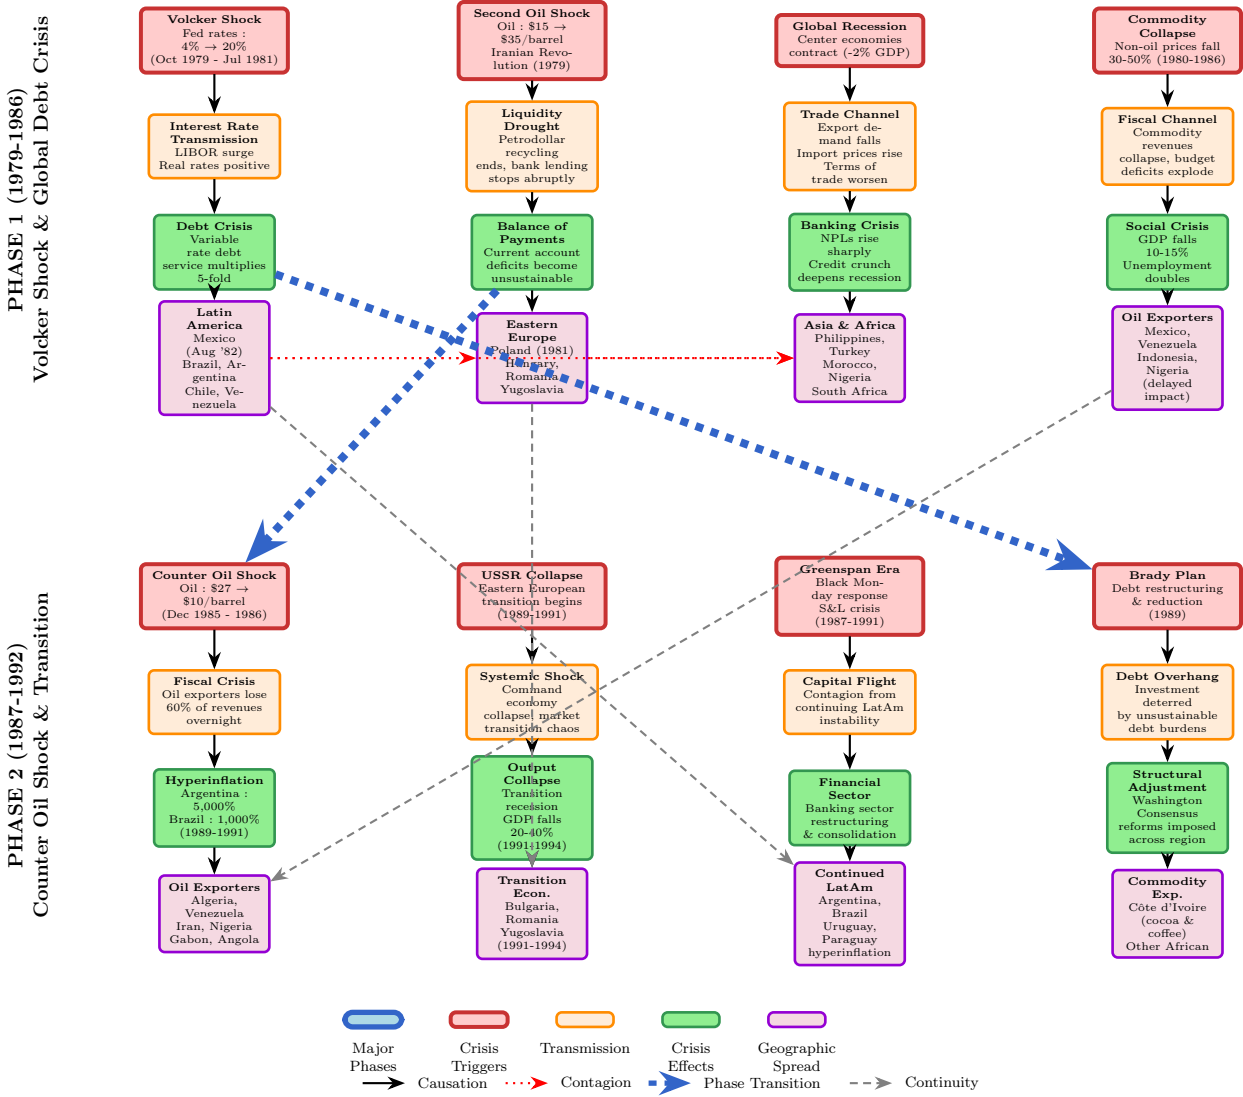 PHASE 1 (1979-1986)
Volcker Shock & Global Debt Crisis
Volcker Shock
Fed rates :
4% → 20%
(Oct 1979 - Jul 1981)
Second Oil Shock
Oil : $15 →
$35/barrel
Iranian Revo-
lution (1979)
Global Recession
Center economies
contract (-2% GDP)
Commodity
Collapse
Non-oil prices fall
30-50% (1980-1986)
Interest Rate
Transmission
LIBOR surge
Real rates positive
Liquidity
Drought
Petrodollar
recycling
ends, bank lending
stops abruptly
Trade Channel
Export de-
mand falls
Import prices rise
Terms of
trade worsen
Fiscal Channel
Commodity
revenues
collapse, budget
deficits explode
Debt Crisis
Variable
rate debt
service multiplies
5-fold
Balance of
Payments
Current account
deficits become
unsustainable
Banking Crisis
NPLs rise
sharply
Credit crunch
deepens recession
Social Crisis
GDP falls
10-15%
Unemployment
doubles
Latin
America
Mexico
(Aug '82)
Brazil, Ar-
gentina
Chile, Ve-
nezuela
Eastern
Europe
Poland (1981)
Hungary,
Romania
Yugoslavia
Asia & Africa
Philippines,
Turkey
Morocco,
Nigeria
South Africa
Oil Exporters
Mexico,
Venezuela
Indonesia,
Nigeria
(delayed
impact)
PHASE 2 (1987-1992)
Counter Oil Shock & Transition
Counter Oil Shock
Oil : $27 →
$10/barrel
(Dec 1985 - 1986)
USSR Collapse
Eastern European
transition begins
(1989-1991)
Greenspan Era
Black Mon-
day response
S&L crisis
(1987-1991)
Brady Plan
Debt restructuring
& reduction
(1989)
Fiscal Crisis
Oil exporters lose
60% of revenues
overnight
Systemic Shock
Command
economy
collapse, market
transition chaos
Capital Flight
Contagion from
continuing LatAm
instability
Debt Overhang
Investment
deterred
by unsustainable
debt burdens
Hyperinflation
Argentina :
5,000%
Brazil : 1,000%
(1989-1991)
Output
Collapse
Transition
recession
GDP falls
20-40%
(1991-1994)
Financial
Sector
Banking sector
restructuring
& consolidation
Structural
Adjustment
Washington
Consensus
reforms imposed
across region
Oil Exporters
Algeria,
Venezuela
Iran, Nigeria
Gabon, Angola
Transition
Econ.
Bulgaria,
Romania
Yugoslavia
(1991-1994)
Continued
LatAm
Argentina,
Brazil
Uruguay,
Paraguay
hyperinflation
Commodity
Exp.
Côte d'Ivoire
(cocoa &
coffee)
Other African
Major
Phases
Crisis
Triggers
Transmission
Crisis
Effects
Geographic
Spread
Causation
Contagion
Phase Transition
Continuity